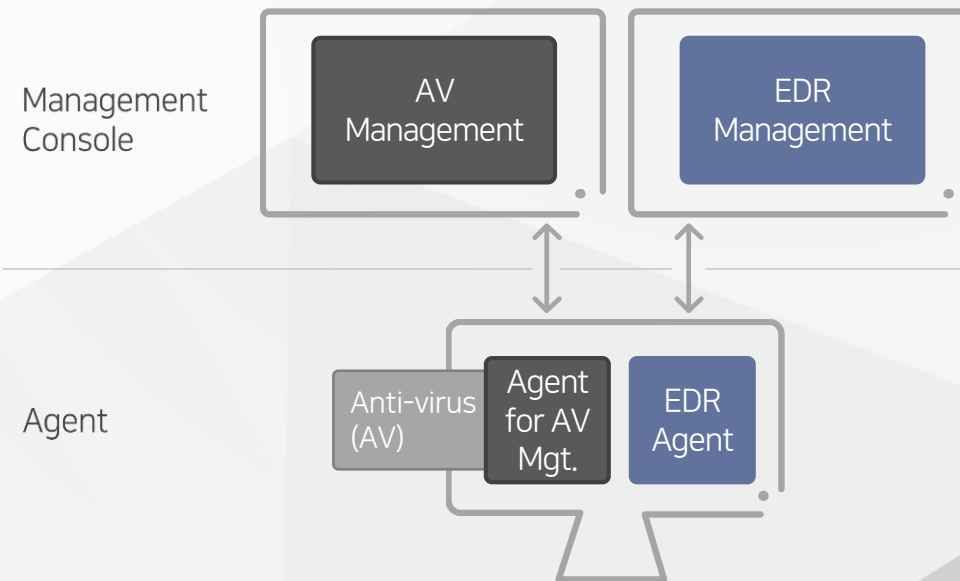 Management
Console
AV
Management
EDR
Management
Agent
Anti-virus
(AV)
Agent
for AV
Mgt.
EDR
Agent